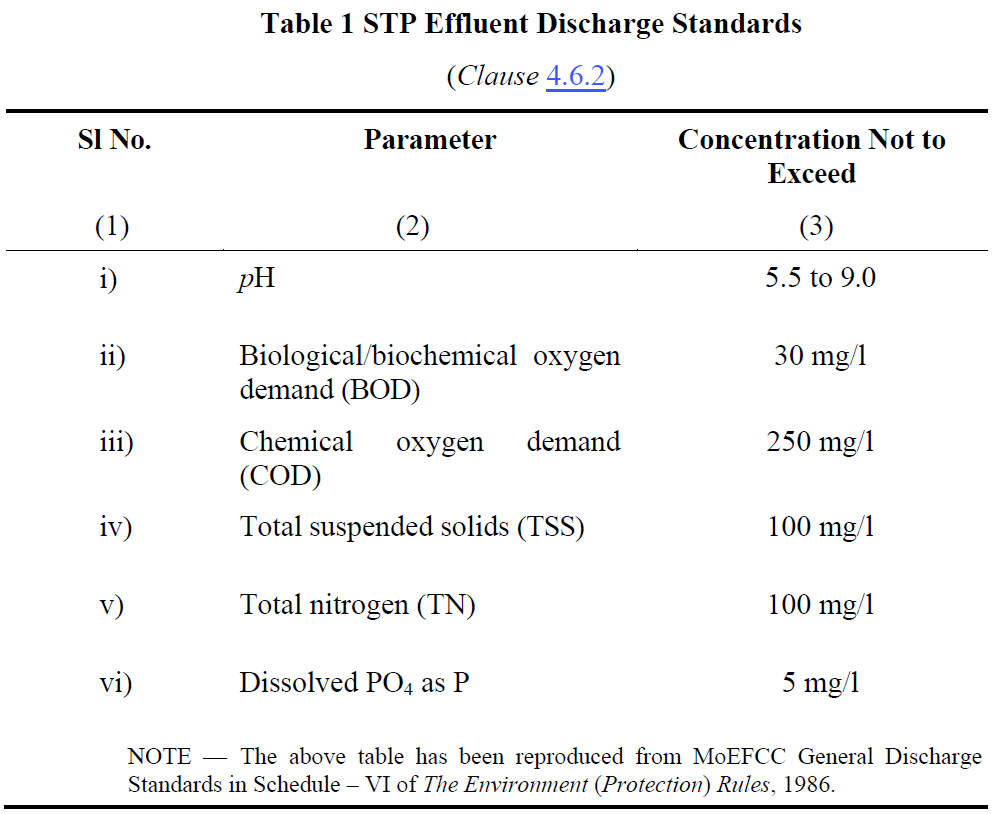 Table 1 STP Effluent Discharge Standards
(Clause 4.6.2)
Sl No. Parameter Concentration Not to
Exceed
(1) (2) (3)
i) pH 5.5 to 9.0
ii) Biological/biochemical oxygen 30 mg/l
demand (BOD)
iii) Chemical oxygen demand 250 mg/l
(COD)
iv) Total suspended solids (TSS) 100 mg/l
v) Total nitrogen (TN) 100 mg/l
vi) Dissolved PO₄ as P 5 mg/l
NOTE — The above table has been reproduced from MoEFCC General Discharge
Standards in Schedule – VI of The Environment (Protection) Rules, 1986.